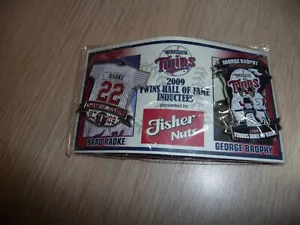 MINNESOTA
Twins
2009
TWINS HALL OF FAME
INDUCTEES
presented by
Fisher
Nuts
RADKE
22
BRAD RADKE
GEORGE BROPHY
Twins
GEORGE BROPHY